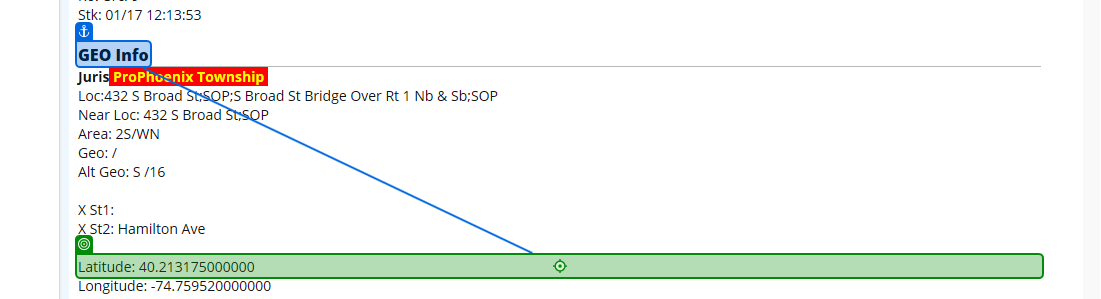 Stk: 01/17 12:13:53
GEO Info
Juris ProPhoenix Township
Loc:432 S Broad St;SOP;S Broad St Bridge Over Rt 1 Nb & Sb;SOP
Near Loc: 432 S Broad St;SOP
Area: 2S/WN
Geo: /
Alt Geo: S /16
X St1:
X St2: Hamilton Ave
Latitude: 40.213175000000
Longitude: -74.759520000000